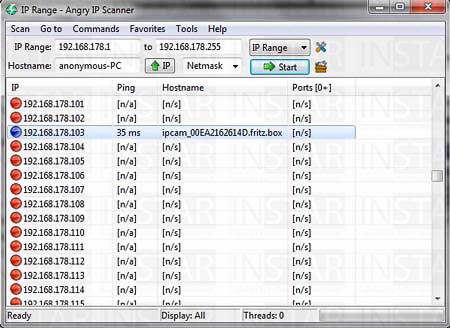 IP Range - Angry IP Scanner
Scan Go to Commands Favorites Tools Help
IP Range: 192.168.178.1 to 192.168.178.255 IP Range
Hostname: anonymous-PC IP Netmask Start
IP Ping Hostname Ports [0+]
192.168.178.101 [n/a] [n/s] [n/s]
192.168.178.102 [n/a] [n/s] [n/s]
192.168.178.103 35 ms ipcam_00EA2162614D.fritz.box [n/s]
192.168.178.104 [n/a] [n/s] [n/s]
192.168.178.105 [n/a] [n/s] [n/s]
192.168.178.106 [n/a] [n/s] [n/s]
192.168.178.107 [n/a] [n/s] [n/s]
192.168.178.108 [n/a] [n/s] [n/s]
192.168.178.109 [n/a] [n/s] [n/s]
192.168.178.110 [n/a] [n/s] [n/s]
192.168.178.111 [n/a] [n/s] [n/s]
192.168.178.112 [n/a] [n/s] [n/s]
192.168.178.113 [n/a] [n/s] [n/s]
192.168.178.114 [n/a] [n/s] [n/s]
192.168.178.115 [n/a] [n/s] [n/s]
Ready Display: All Threads: 0
INSTAR